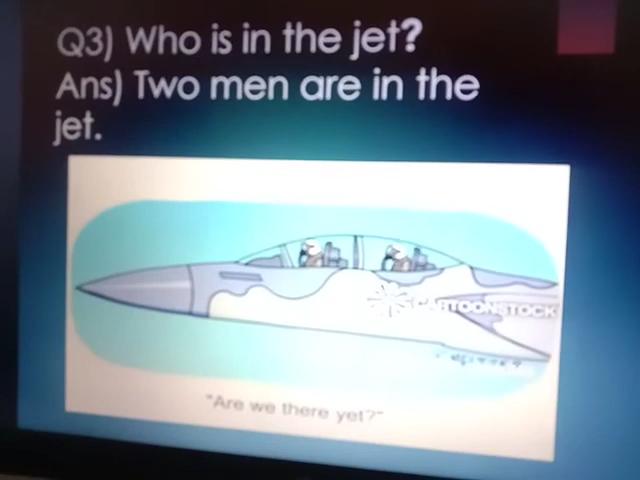 Q3) Who is in the jet?
Ans) Two men are in the
jet.
CARTOONSTOCK
"Are we there yet?"